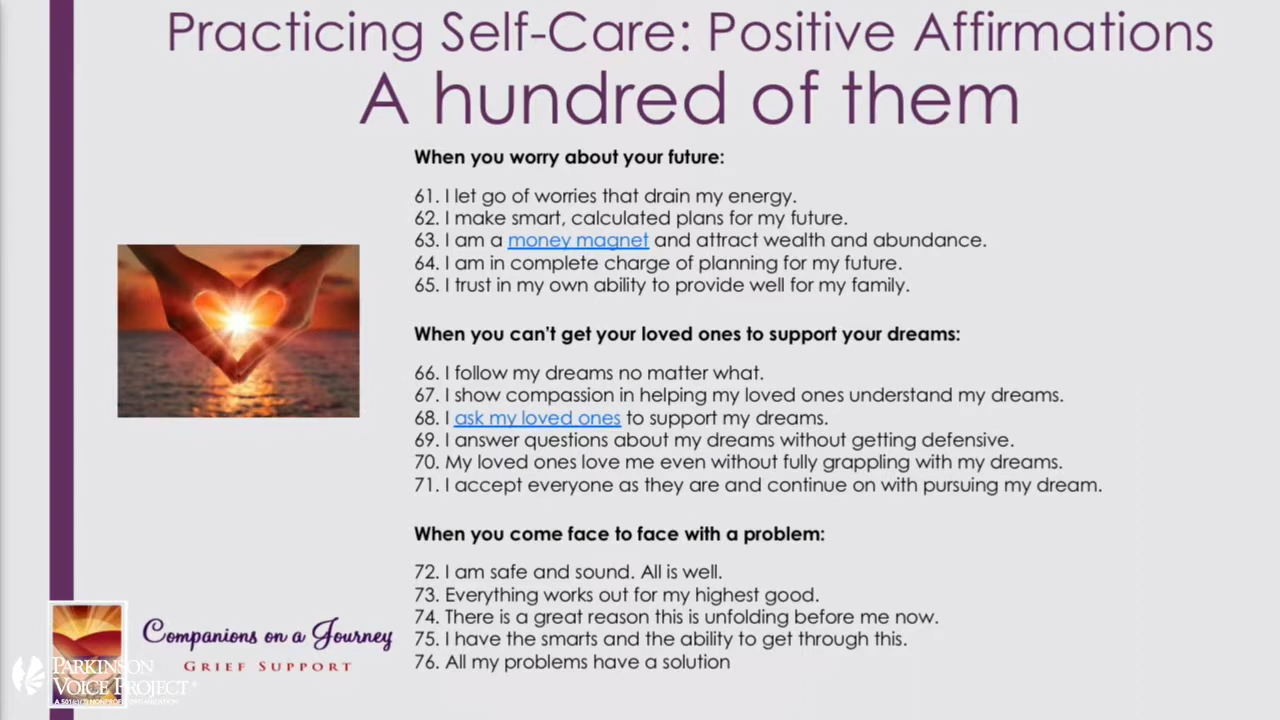 Practicing Self-Care: Positive Affirmations
A hundred of them
When you worry about your future:
61. I let go of worries that drain my energy.
62. I make smart, calculated plans for my future.
63. I am a money magnet and attract wealth and abundance.
64. I am in complete charge of planning for my future.
65. I trust in my own ability to provide well for my family.
When you can't get your loved ones to support your dreams:
66. I follow my dreams no matter what.
67. I show compassion in helping my loved ones understand my dreams.
68. I ask my loved ones to support my dreams.
69. I answer questions about my dreams without getting defensive.
70. My loved ones love me even without fully grappling with my dreams.
71. I accept everyone as they are and continue on with pursuing my dream.
When you come face to face with a problem:
72. I am safe and sound. All is well.
73. Everything works out for my highest good.
74. There is a great reason this is unfolding before me now.
75. I have the smarts and the ability to get through this.
76. All my problems have a solution
Companions on a Journey
GRIEF SUPPORT
PARKINSON
VOICE PROJECT
A 501(c)(3) NONPROFIT ORGANIZATION